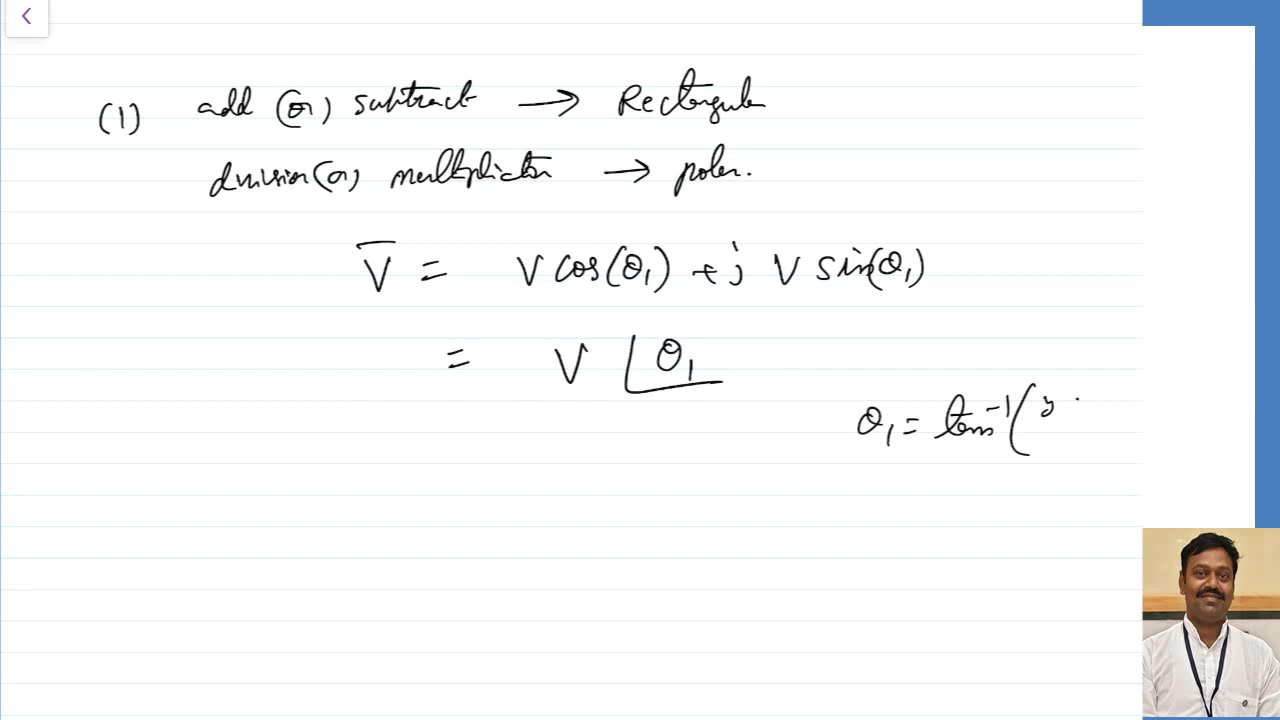 (1) add (or) subtract → Rectangular
division (or) multiplication → polar.
V̅ = V cos(θ₁) + j V sin(θ₁)
= V ∠θ₁
θ₁ = tan⁻¹(y